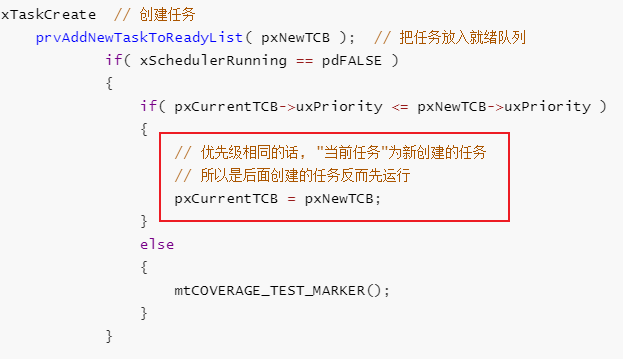 xTaskCreate  // 创建任务
    prvAddNewTaskToReadyList( pxNewTCB );  // 把任务放入就绪队列
            if( xSchedulerRunning == pdFALSE )
            {
                if( pxCurrentTCB->uxPriority <= pxNewTCB->uxPriority )
                {
                    // 优先级相同的话, "当前任务"为新创建的任务
                    // 所以是后面创建的任务反而先运行
                    pxCurrentTCB = pxNewTCB;
                }
                else
                {
                    mtCOVERAGE_TEST_MARKER();
                }
            }